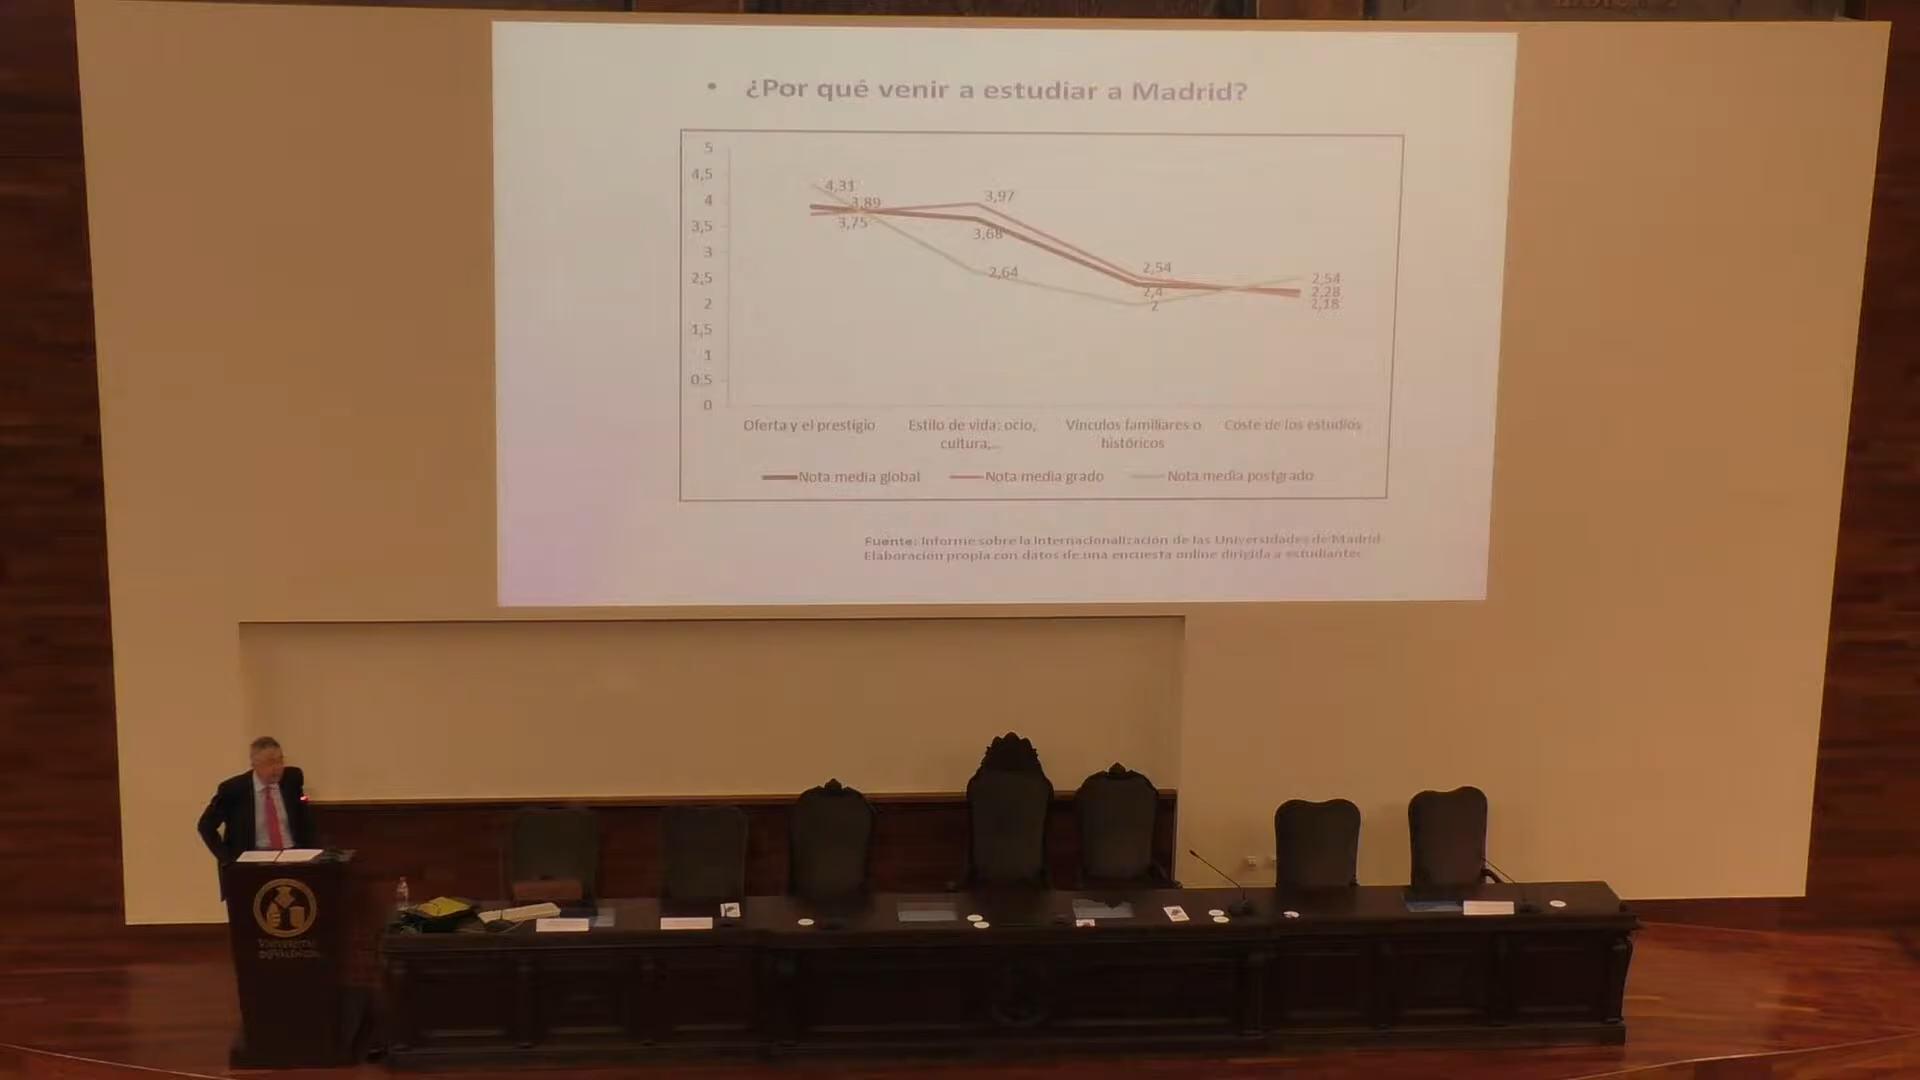 • ¿Por qué venir a estudiar a Madrid?
5
4,5
4
3,5
3
2,5
2
1,5
1
0,5
0
4,31
3,89
3,75
3,97
3,68
2,64
2,54
2,4
2
2,54
2,28
2,18
Oferta y el prestigio
Estilo de vida: ocio,
cultura,...
Vínculos familiares o
históricos
Coste de los estudios
Nota media global
Nota media grado
Nota media postgrado
Fuente: Informe sobre la Internacionalización de las Universidades de Madrid
Elaboración propia con datos de una encuesta online dirigida a estudiantes